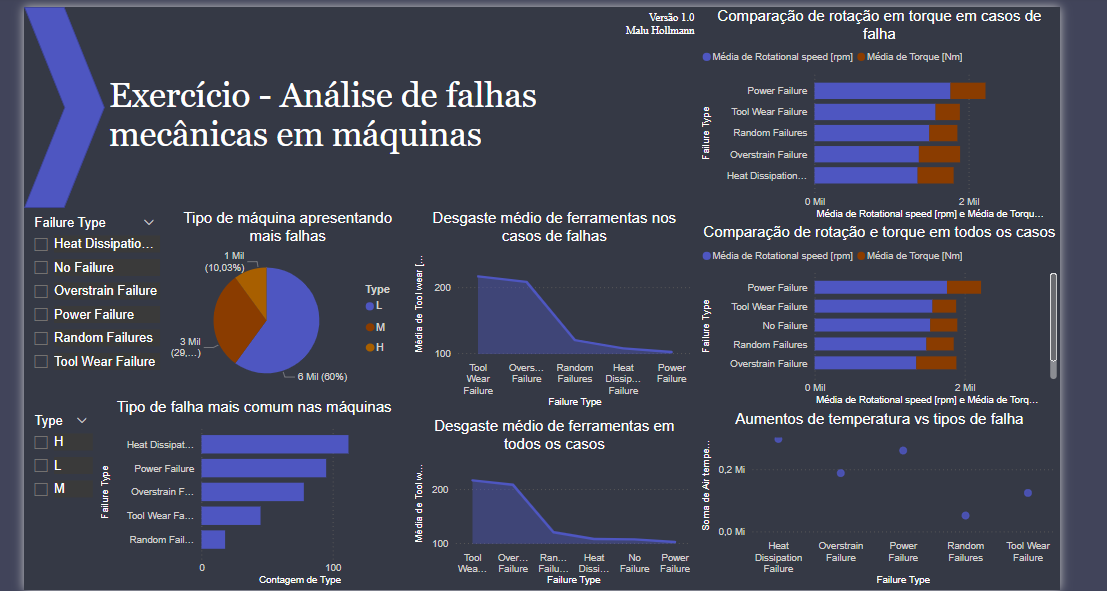 Versão 1.0
Malu Hollmann
Exercício - Análise de falhas
mecânicas em máquinas
Comparação de rotação em torque em casos de
falha
Média de Rotational speed [rpm] Média de Torque [Nm]
Failure Type
Power Failure
Tool Wear Failure
Random Failures
Overstrain Failure
Heat Dissipation...
0 Mil 2 Mil
Média de Rotational speed [rpm] e Média de Torqu...
Failure Type
Heat Dissipatio...
No Failure
Overstrain Failure
Power Failure
Random Failures
Tool Wear Failure
Tipo de máquina apresentando
mais falhas
1 Mil
(10,03%)
3 Mil
(29,...)
6 Mil (60%)
Type
L
M
H
Desgaste médio de ferramentas nos
casos de falhas
Média de Tool wear [...
200
100
Tool
Wear
Failure
Overs...
Failure
Random
Failures
Heat
Dissip...
Failure
Power
Failure
Failure Type
Comparação de rotação e torque em todos os casos
Média de Rotational speed [rpm] Média de Torque [Nm]
Failure Type
Power Failure
Tool Wear Failure
No Failure
Random Failures
Overstrain Failure
0 Mil 2 Mil
Média de Rotational speed [rpm] e Média de Torq...
Type
H
L
M
Tipo de falha mais comum nas máquinas
Failure Type
Heat Dissipat...
Power Failure
Overstrain F...
Tool Wear Fa...
Random Fail...
0 100
Contagem de Type
Desgaste médio de ferramentas em
todos os casos
Média de Tool w...
200
100
Tool
Wea...
Over...
Failure
Ran...
Failu...
Heat
Dissi...
No
Failure
Power
Failure
Failure Type
Aumentos de temperatura vs tipos de falha
Soma de Air tempe...
0,2 Mi
0,0 Mi
Heat
Dissipation
Failure
Overstrain
Failure
Power
Failure
Random
Failures
Tool Wear
Failure
Failure Type